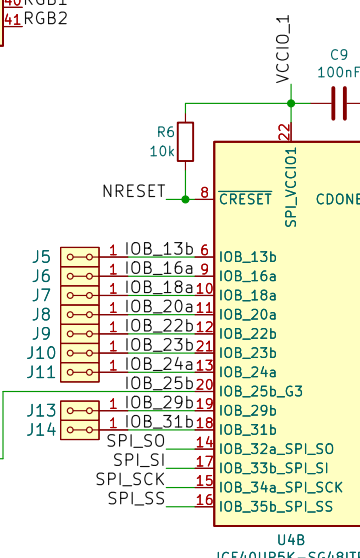 40 RGB1
41 RGB2
VCCIO_1
C9
100nF
R6
10k
22
SPI_VCCIO1
NRESET 8 CRESET CDONE
J5 1 IOB_13b 6 IOB_13b
J6 1 IOB_16a 9 IOB_16a
J7 1 IOB_18a 10 IOB_18a
J8 1 IOB_20a 11 IOB_20a
J9 1 IOB_22b 12 IOB_22b
J10 1 IOB_23b 21 IOB_23b
J11 1 IOB_24a 13 IOB_24a
IOB_25b 20 IOB_25b_G3
J13 1 IOB_29b 19 IOB_29b
J14 1 IOB_31b 18 IOB_31b
SPI_SO 14 IOB_32a_SPI_SO
SPI_SI 17 IOB_33b_SPI_SI
SPI_SCK 15 IOB_34a_SPI_SCK
SPI_SS 16 IOB_35b_SPI_SS
U4B
ICE40UP5K-SG48ITR